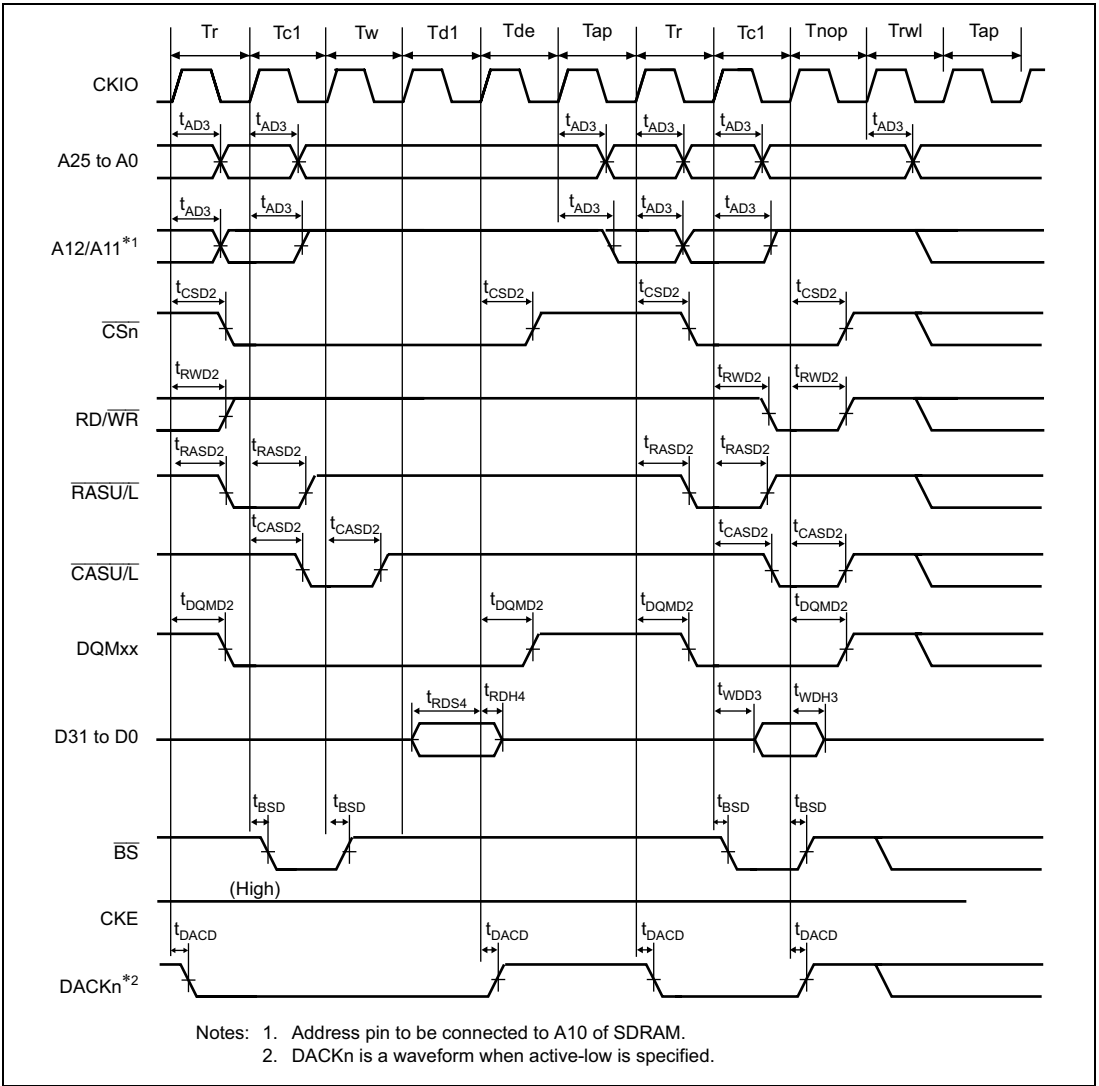 Tr Tc1 Tw Td1 Tde Tap Tr Tc1 Tnop Trwl Tap
CKIO
tAD3 tAD3 tAD3 tAD3 tAD3 tAD3
A25 to A0
tAD3 tAD3 tAD3 tAD3 tAD3
A12/A11*1
tCSD2 tCSD2 tCSD2 tCSD2
CSn
tRWD2 tRWD2 tRWD2
RD/WR
tRASD2 tRASD2 tRASD2 tRASD2
RASU/L
tCASD2 tCASD2 tCASD2 tCASD2
CASU/L
tDQMD2 tDQMD2 tDQMD2 tDQMD2
DQMxx
tRDS4 tRDH4 tWDD3 tWDH3
D31 to D0
tBSD tBSD tBSD tBSD
BS
(High)
CKE
tDACD tDACD tDACD tDACD
DACKn*2
Notes: 1. Address pin to be connected to A10 of SDRAM.
2. DACKn is a waveform when active-low is specified.